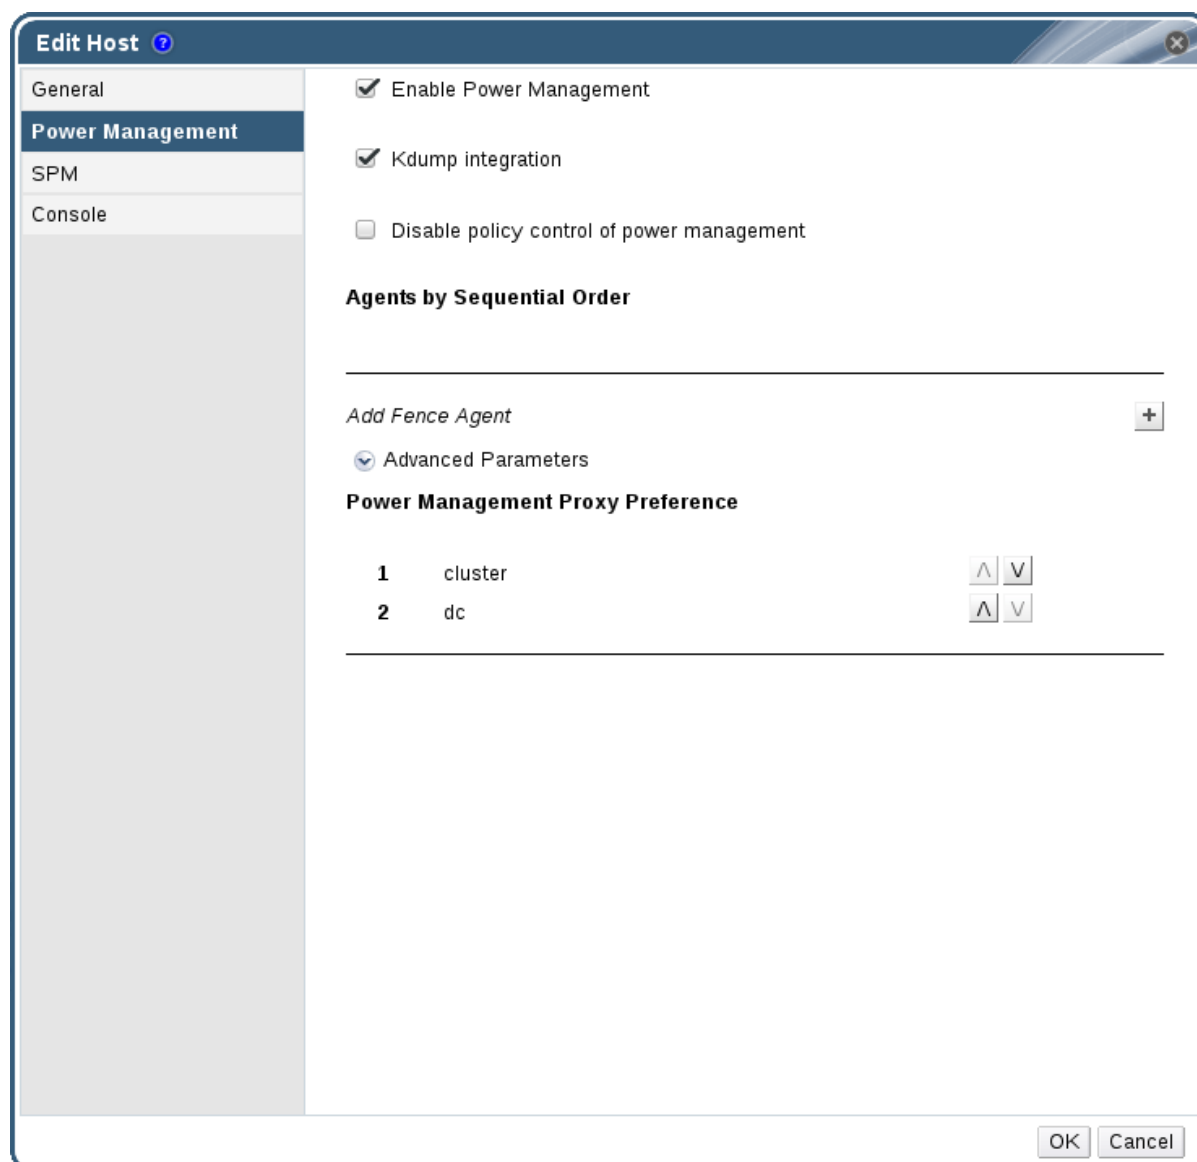 Edit Host ?
General
Power Management
SPM
Console
Enable Power Management
Kdump integration
Disable policy control of power management
Agents by Sequential Order
Add Fence Agent +
Advanced Parameters
Power Management Proxy Preference
1 cluster
2 dc
OK Cancel